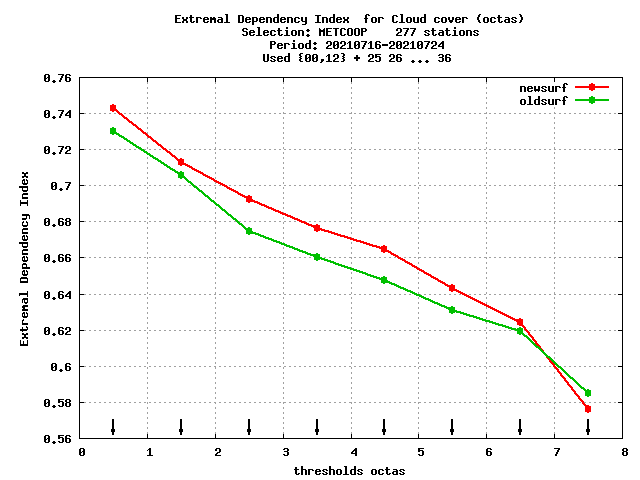 Extremal Dependency Index  for Cloud cover (octas)
Selection: METCOOP    277 stations
Period: 20210716-20210724
Used {00,12} + 25 26 ... 36
newsurf
oldsurf
0.76
0.74
0.72
0.7
0.68
0.66
0.64
0.62
0.6
0.58
0.56
Extremal Dependency Index
0 1 2 3 4 5 6 7 8
thresholds octas